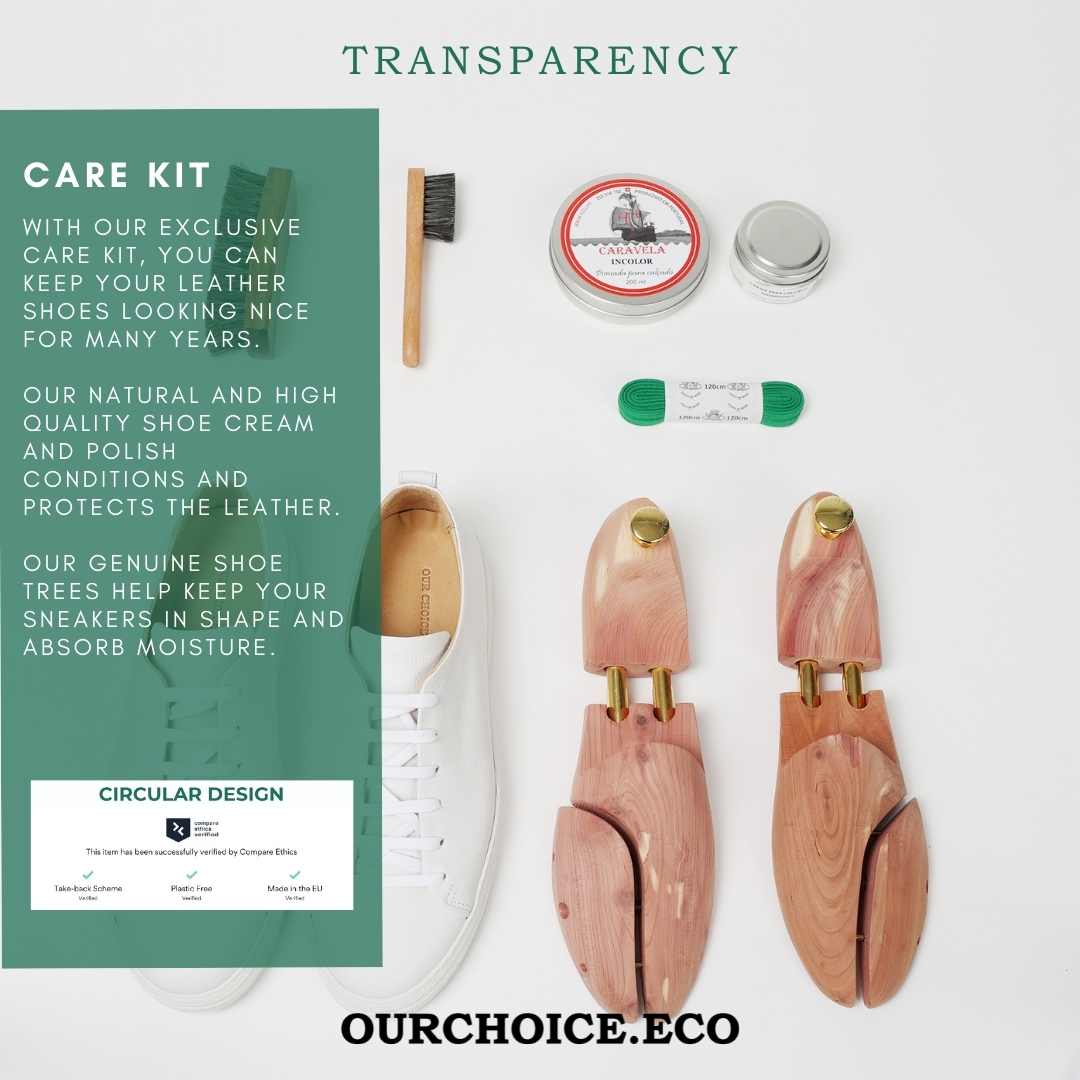 TRANSPARENCY
CARE KIT
WITH OUR EXCLUSIVE
CARE KIT, YOU CAN
KEEP YOUR LEATHER
SHOES LOOKING NICE
FOR MANY YEARS.
OUR NATURAL AND HIGH
QUALITY SHOE CREAM
AND POLISH
CONDITIONS AND
PROTECTS THE LEATHER.
OUR GENUINE SHOE
TREES HELP KEEP YOUR
SNEAKERS IN SHAPE AND
ABSORB MOISTURE.
CIRCULAR DESIGN
compare
ethics
verified
This item has been successfully verified by Compare Ethics
Take-back Scheme
Verified
Plastic Free
Verified
Made in the EU
Verified
PRODUZIDO EM PORTUGAL
CARAVELA
INCOLOR
Pomada para calçado
200 ml
120cm
120cm
120cm
OUR CHOICE
OURCHOICE.ECO